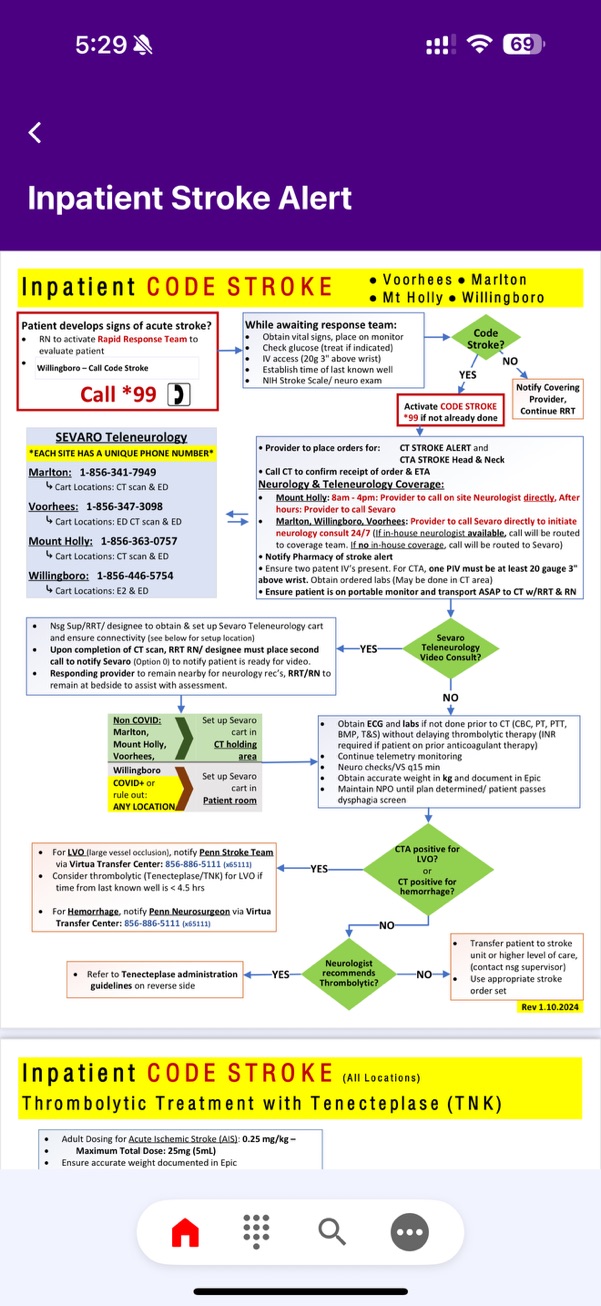 5:29
69
Inpatient Stroke Alert
Inpatient CODE STROKE
• Voorhees • Marlton
• Mt Holly • Willingboro
Patient develops signs of acute stroke?
• RN to activate Rapid Response Team to
evaluate patient
•
Willingboro – Call Code Stroke
Call *99
While awaiting response team:
• Obtain vital signs, place on monitor
• Check glucose (treat if indicated)
• IV access (20g 3" above wrist)
• Establish time of last known well
• NIH Stroke Scale/ neuro exam
Code
Stroke?
YES
NO
Notify Covering
Provider,
Continue RRT
Activate CODE STROKE
*99 if not already done
SEVARO Teleneurology
*EACH SITE HAS A UNIQUE PHONE NUMBER*
Marlton: 1-856-341-7949
↳ Cart Locations: CT scan & ED
Voorhees: 1-856-347-3098
↳ Cart Locations: ED CT scan & ED
Mount Holly: 1-856-363-0757
↳ Cart Locations: CT scan & ED
Willingboro: 1-856-446-5754
↳ Cart Locations: E2 & ED
• Provider to place orders for: CT STROKE ALERT and
CTA STROKE Head & Neck
• Call CT to confirm receipt of order & ETA
Neurology & Teleneurology Coverage:
• Mount Holly: 8am - 4pm: Provider to call on site Neurologist directly, After
hours: Provider to call Sevaro
• Marlton, Willingboro, Voorhees: Provider to call Sevaro directly to initiate
neurology consult 24/7 (If in-house neurologist available, call will be routed
to coverage team. If no in-house coverage, call will be routed to Sevaro)
• Notify Pharmacy of stroke alert
• Ensure two patent IV's present. For CTA, one PIV must be at least 20 gauge 3"
above wrist. Obtain ordered labs (May be done in CT area)
• Ensure patient is on portable monitor and transport ASAP to CT w/RRT & RN
• Nsg Sup/RRT/ designee to obtain & set up Sevaro Teleneurology cart
and ensure connectivity (see below for setup location)
• Upon completion of CT scan, RRT RN/ designee must place second
call to notify Sevaro (Option 0) to notify patient is ready for video.
• Responding provider to remain nearby for neurology rec's, RRT/RN to
remain at bedside to assist with assessment.
YES
Sevaro
Teleneurology
Video Consult?
NO
Non COVID:
Marlton,
Mount Holly,
Voorhees,
Willingboro
Set up Sevaro
cart in
CT holding
area
COVID+ or
rule out:
ANY LOCATION
Set up Sevaro
cart in
Patient room
• Obtain ECG and labs if not done prior to CT (CBC, PT, PTT,
BMP, T&S) without delaying thrombolytic therapy (INR
required if patient on prior anticoagulant therapy)
• Continue telemetry monitoring
• Neuro checks/VS q15 min
• Obtain accurate weight in kg and document in Epic
• Maintain NPO until plan determined/ patient passes
dysphagia screen
• For LVO (large vessel occlusion), notify Penn Stroke Team
via Virtua Transfer Center: 856-886-5111 (x65111)
• Consider thrombolytic (Tenecteplase/TNK) for LVO if
time from last known well is < 4.5 hrs
• For Hemorrhage, notify Penn Neurosurgeon via Virtua
Transfer Center: 856-886-5111 (x65111)
YES
CTA positive for
LVO?
or
CT positive for
hemorrhage?
NO
• Refer to Tenecteplase administration
guidelines on reverse side
YES
Neurologist
recommends
Thrombolytic?
NO
• Transfer patient to stroke
unit or higher level of care,
(contact nsg supervisor)
• Use appropriate stroke
order set
Rev 1.10.2024
Inpatient CODE STROKE (All Locations)
Thrombolytic Treatment with Tenecteplase (TNK)
• Adult Dosing for Acute Ischemic Stroke (AIS): 0.25 mg/kg –
• Maximum Total Dose: 25mg (5mL)
• Ensure accurate weight documented in Epic